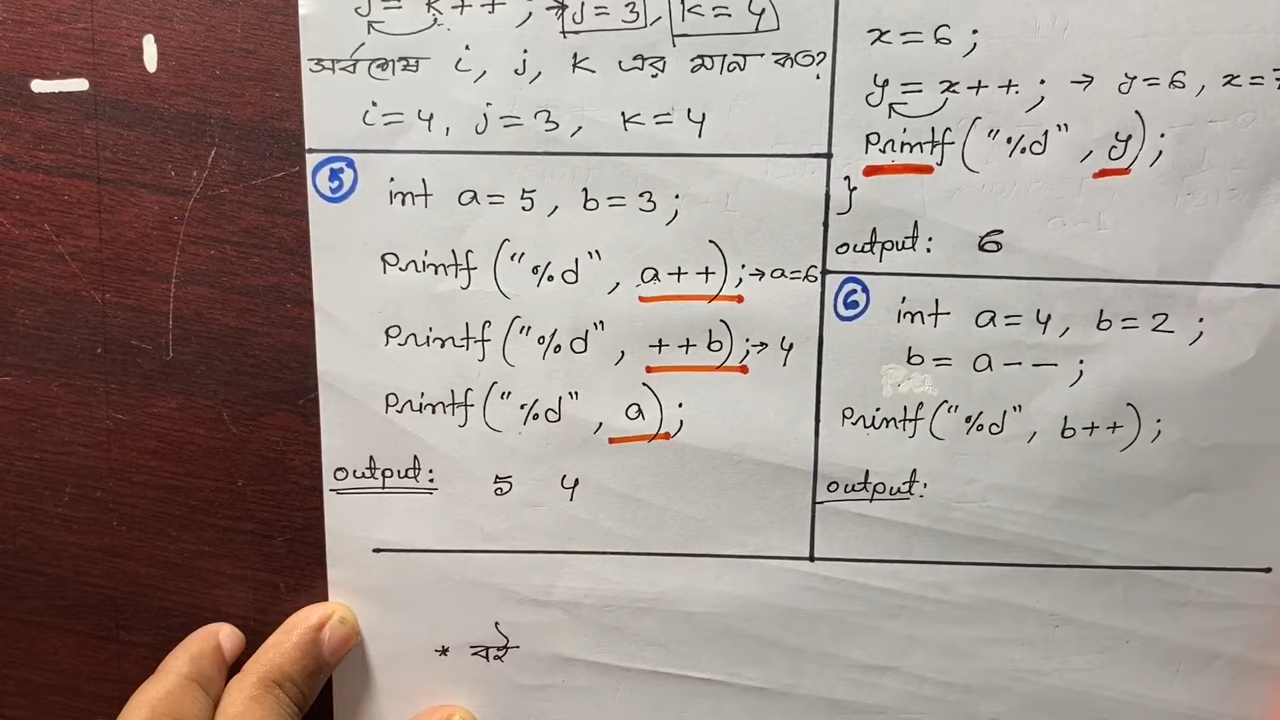 j = k++ ; → j = 3, k = 4
সর্বশেষ i, j, k এর মান কত?
i = 4, j = 3, k = 4
⑤ int a = 5, b = 3 ;
Printf ("%d", a++) ; → a=6
Printf ("%d", ++b) ; → 4
Printf ("%d", a) ;
output: 5 4
x = 6 ;
y = x++ ; → y=6, x=7
Printf ("%d", y) ;
}
output: 6
⑥ int a = 4, b = 2 ;
b = a-- ;
Printf ("%d", b++) ;
output:
* বই